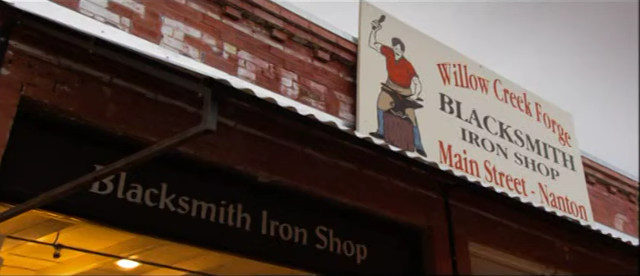 Willow Creek Forge
BLACKSMITH
IRON SHOP
Main Street - Nanton
Blacksmith Iron Shop